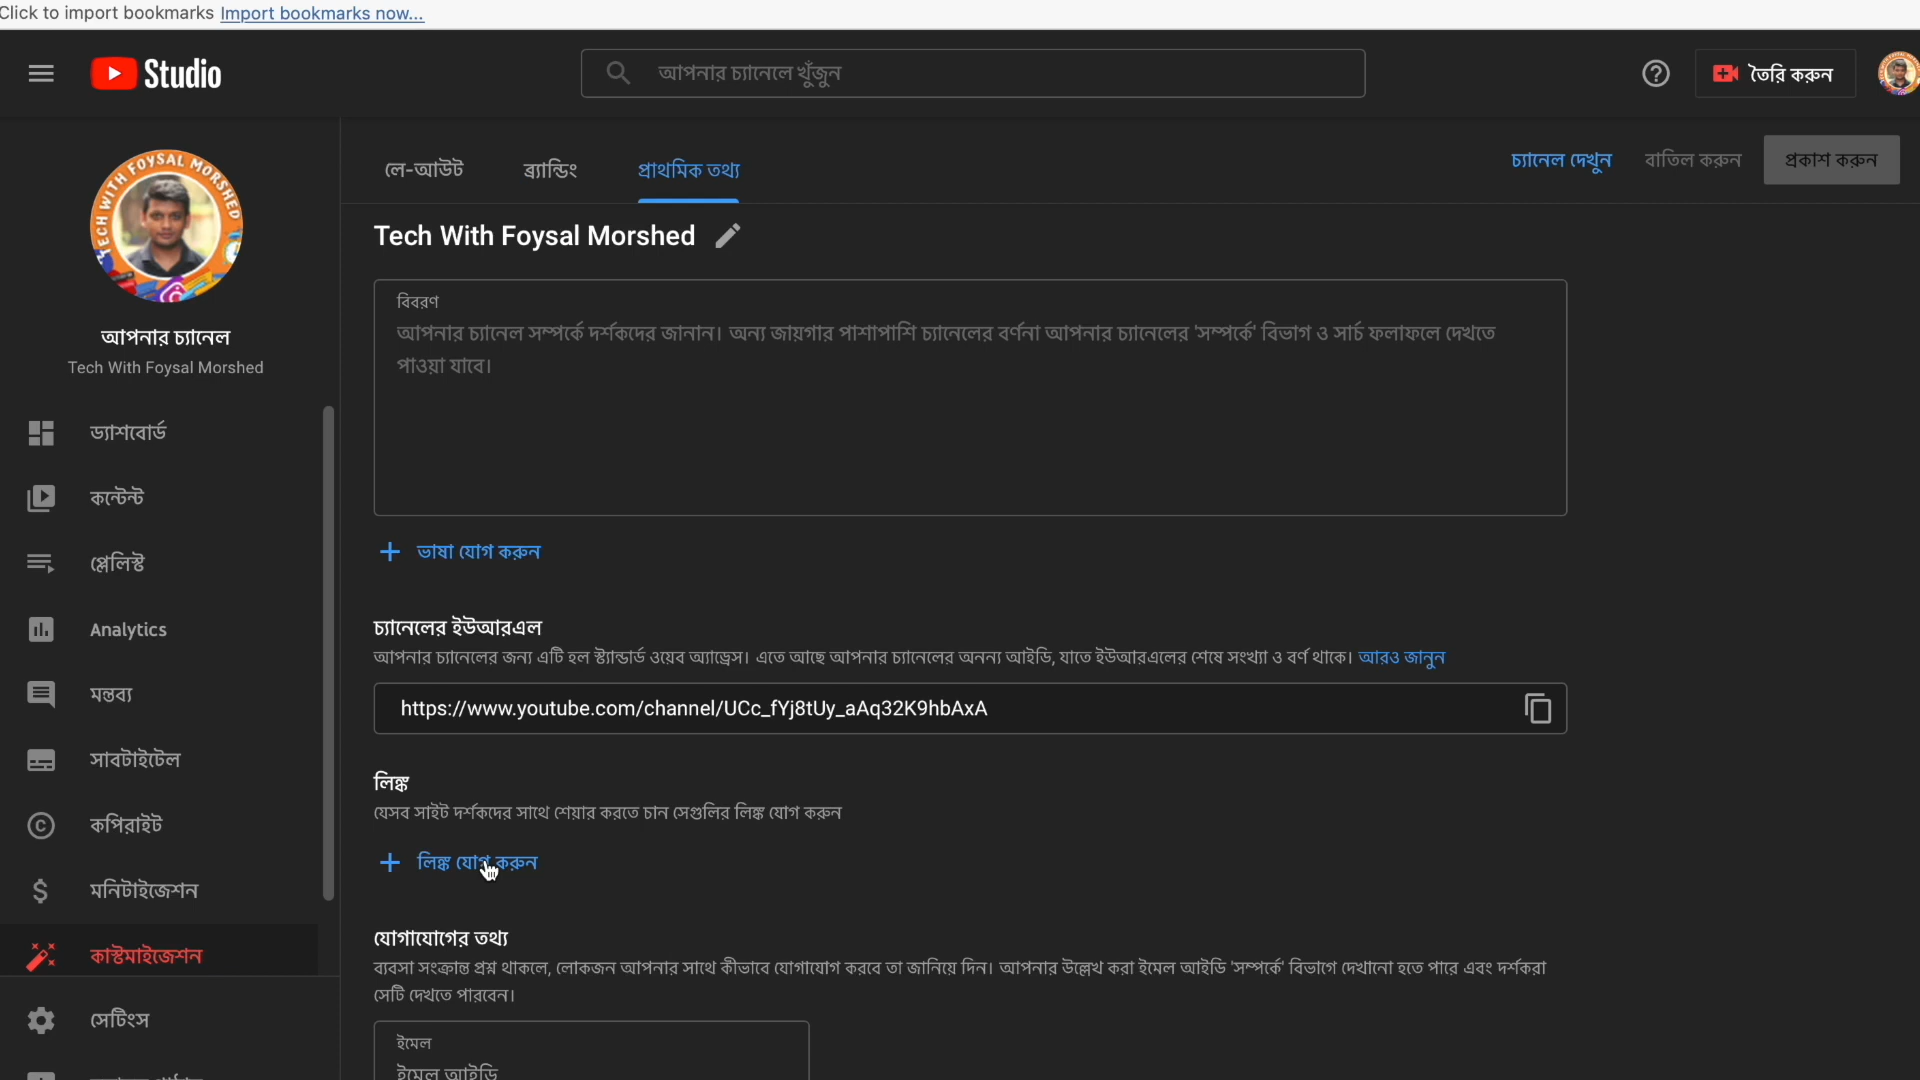 Click to import bookmarks Import bookmarks now...
Studio
আপনার চ্যানেলে খুঁজুন
তৈরি করুন
TECH WITH FOYSAL MORSHED
আপনার চ্যানেল
Tech With Foysal Morshed
ড্যাশবোর্ড
কন্টেন্ট
প্লেলিস্ট
Analytics
মন্তব্য
সাবটাইটেল
কপিরাইট
মনিটাইজেশন
কাস্টমাইজেশন
সেটিংস
লে-আউট
ব্র্যান্ডিং
প্রাথমিক তথ্য
চ্যানেল দেখুন
বাতিল করুন
প্রকাশ করুন
Tech With Foysal Morshed
বিবরণ
আপনার চ্যানেল সম্পর্কে দর্শকদের জানান। অন্য জায়গার পাশাপাশি চ্যানেলের বর্ণনা আপনার চ্যানেলের 'সম্পর্কে' বিভাগ ও সার্চ ফলাফলে দেখতে
পাওয়া যাবে।
ভাষা যোগ করুন
চ্যানেলের ইউআরএল
আপনার চ্যানেলের জন্য এটি হল স্ট্যান্ডার্ড ওয়েব অ্যাড্রেস। এতে আছে আপনার চ্যানেলের অনন্য আইডি, যাতে ইউআরএলের শেষে সংখ্যা ও বর্ণ থাকে। আরও জানুন
https://www.youtube.com/channel/UCc_fYj8tUy_aAq32K9hbAxA
লিঙ্ক
যেসব সাইট দর্শকদের সাথে শেয়ার করতে চান সেগুলির লিঙ্ক যোগ করুন
লিঙ্ক যোগ করুন
যোগাযোগের তথ্য
ব্যবসা সংক্রান্ত প্রশ্ন থাকলে, লোকজন আপনার সাথে কীভাবে যোগাযোগ করবে তা জানিয়ে দিন। আপনার উল্লেখ করা ইমেল আইডি 'সম্পর্কে' বিভাগে দেখানো হতে পারে এবং দর্শকরা
সেটি দেখতে পারবেন।
ইমেল
ইমেল আইডি